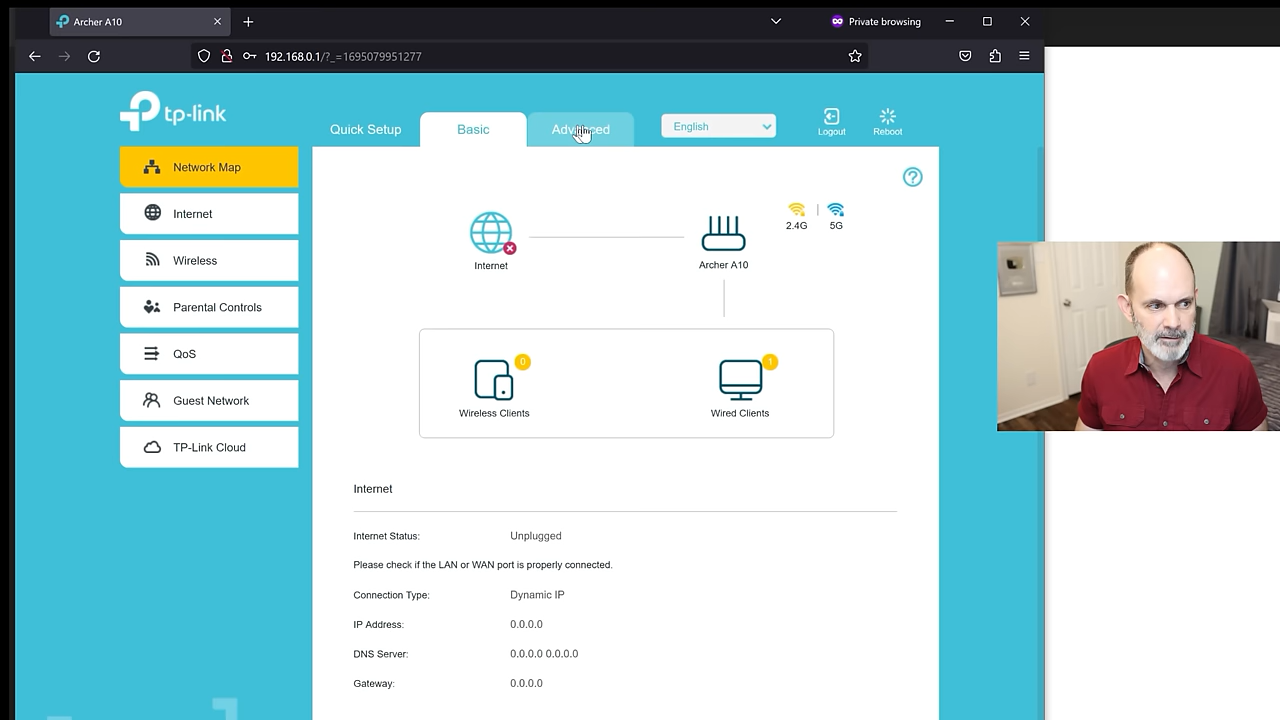 Archer A10
Private browsing
192.168.0.1/?_=1695079951277
tp-link
Quick Setup
Basic
Advanced
English
Logout
Reboot
Network Map
Internet
Wireless
Parental Controls
QoS
Guest Network
TP-Link Cloud
?
2.4G
5G
Internet
Archer A10
0
1
Wireless Clients
Wired Clients
Internet
Internet Status: Unplugged
Please check if the LAN or WAN port is properly connected.
Connection Type: Dynamic IP
IP Address: 0.0.0.0
DNS Server: 0.0.0.0 0.0.0.0
Gateway: 0.0.0.0